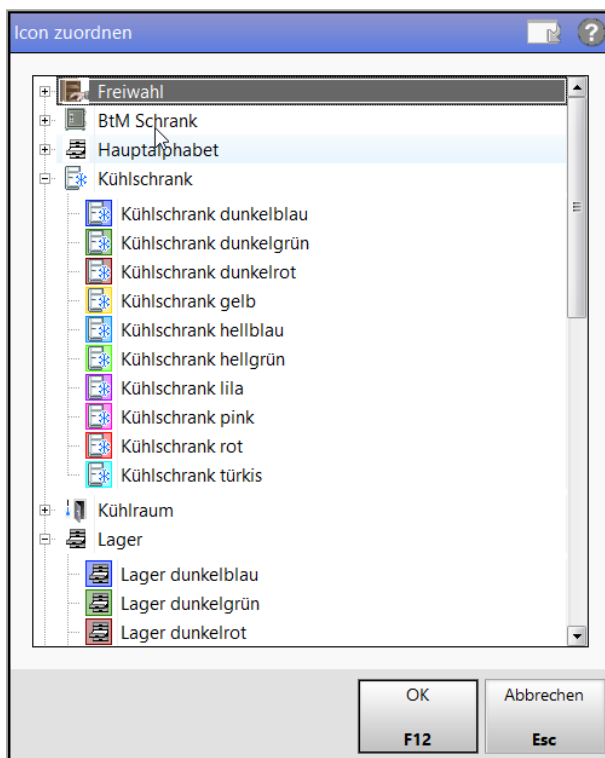 Icon zuordnen
Freiwahl
BtM Schrank
Hauptalphabet
Kühlschrank
Kühlschrank dunkelblau
Kühlschrank dunkelgrün
Kühlschrank dunkelrot
Kühlschrank gelb
Kühlschrank hellblau
Kühlschrank hellgrün
Kühlschrank lila
Kühlschrank pink
Kühlschrank rot
Kühlschrank türkis
Kühlraum
Lager
Lager dunkelblau
Lager dunkelgrün
Lager dunkelrot
OK Abbrechen
F12 Esc